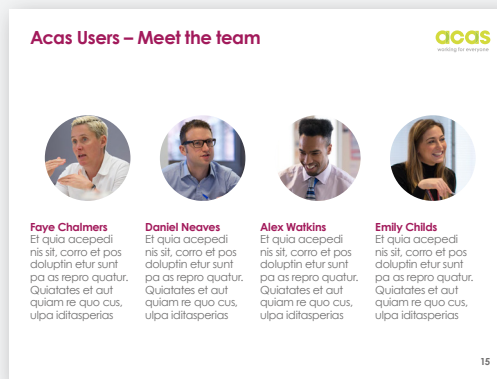 Acas Users – Meet the team
acas
working for everyone
Faye Chalmers
Et quia acepedi
nis sit, corro et pos
doluptin etur sunt
pa as repro quatur.
Quiatates et aut
quiam re quo cus,
ulpa iditasperias
Daniel Neaves
Et quia acepedi
nis sit, corro et pos
doluptin etur sunt
pa as repro quatur.
Quiatates et aut
quiam re quo cus,
ulpa iditasperias
Alex Watkins
Et quia acepedi
nis sit, corro et pos
doluptin etur sunt
pa as repro quatur.
Quiatates et aut
quiam re quo cus,
ulpa iditasperias
Emily Childs
Et quia acepedi
nis sit, corro et pos
doluptin etur sunt
pa as repro quatur.
Quiatates et aut
quiam re quo cus,
ulpa iditasperias
15